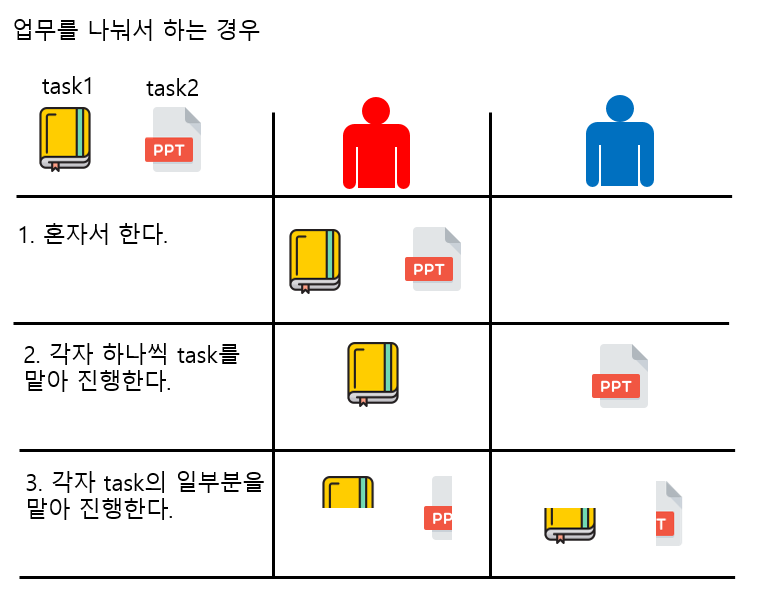 업무를 나눠서 하는 경우
task1
task2
PPT
1. 혼자서 한다.
PPT
2. 각자 하나씩 task를
맡아 진행한다.
PPT
3. 각자 task의 일부분을
맡아 진행한다.
PP
T